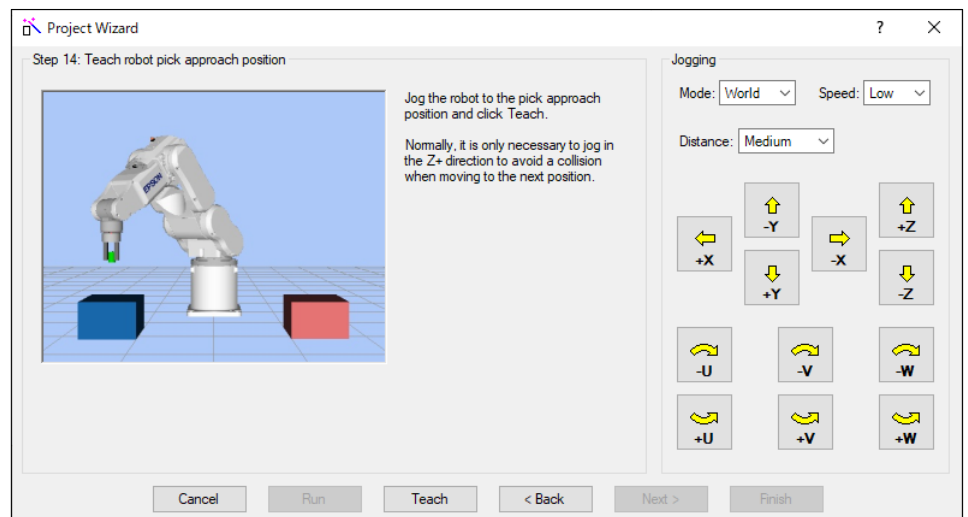 Project Wizard
?
Step 14: Teach robot pick approach position
Jog the robot to the pick approach
position and click Teach.
Normally, it is only necessary to jog in
the Z+ direction to avoid a collision
when moving to the next position.
EPSON
Jogging
Mode: World Speed: Low
Distance: Medium
-Y +Z
+X -X
+Y -Z
-U -V -W
+U +V +W
Cancel Run Teach < Back Next > Finish